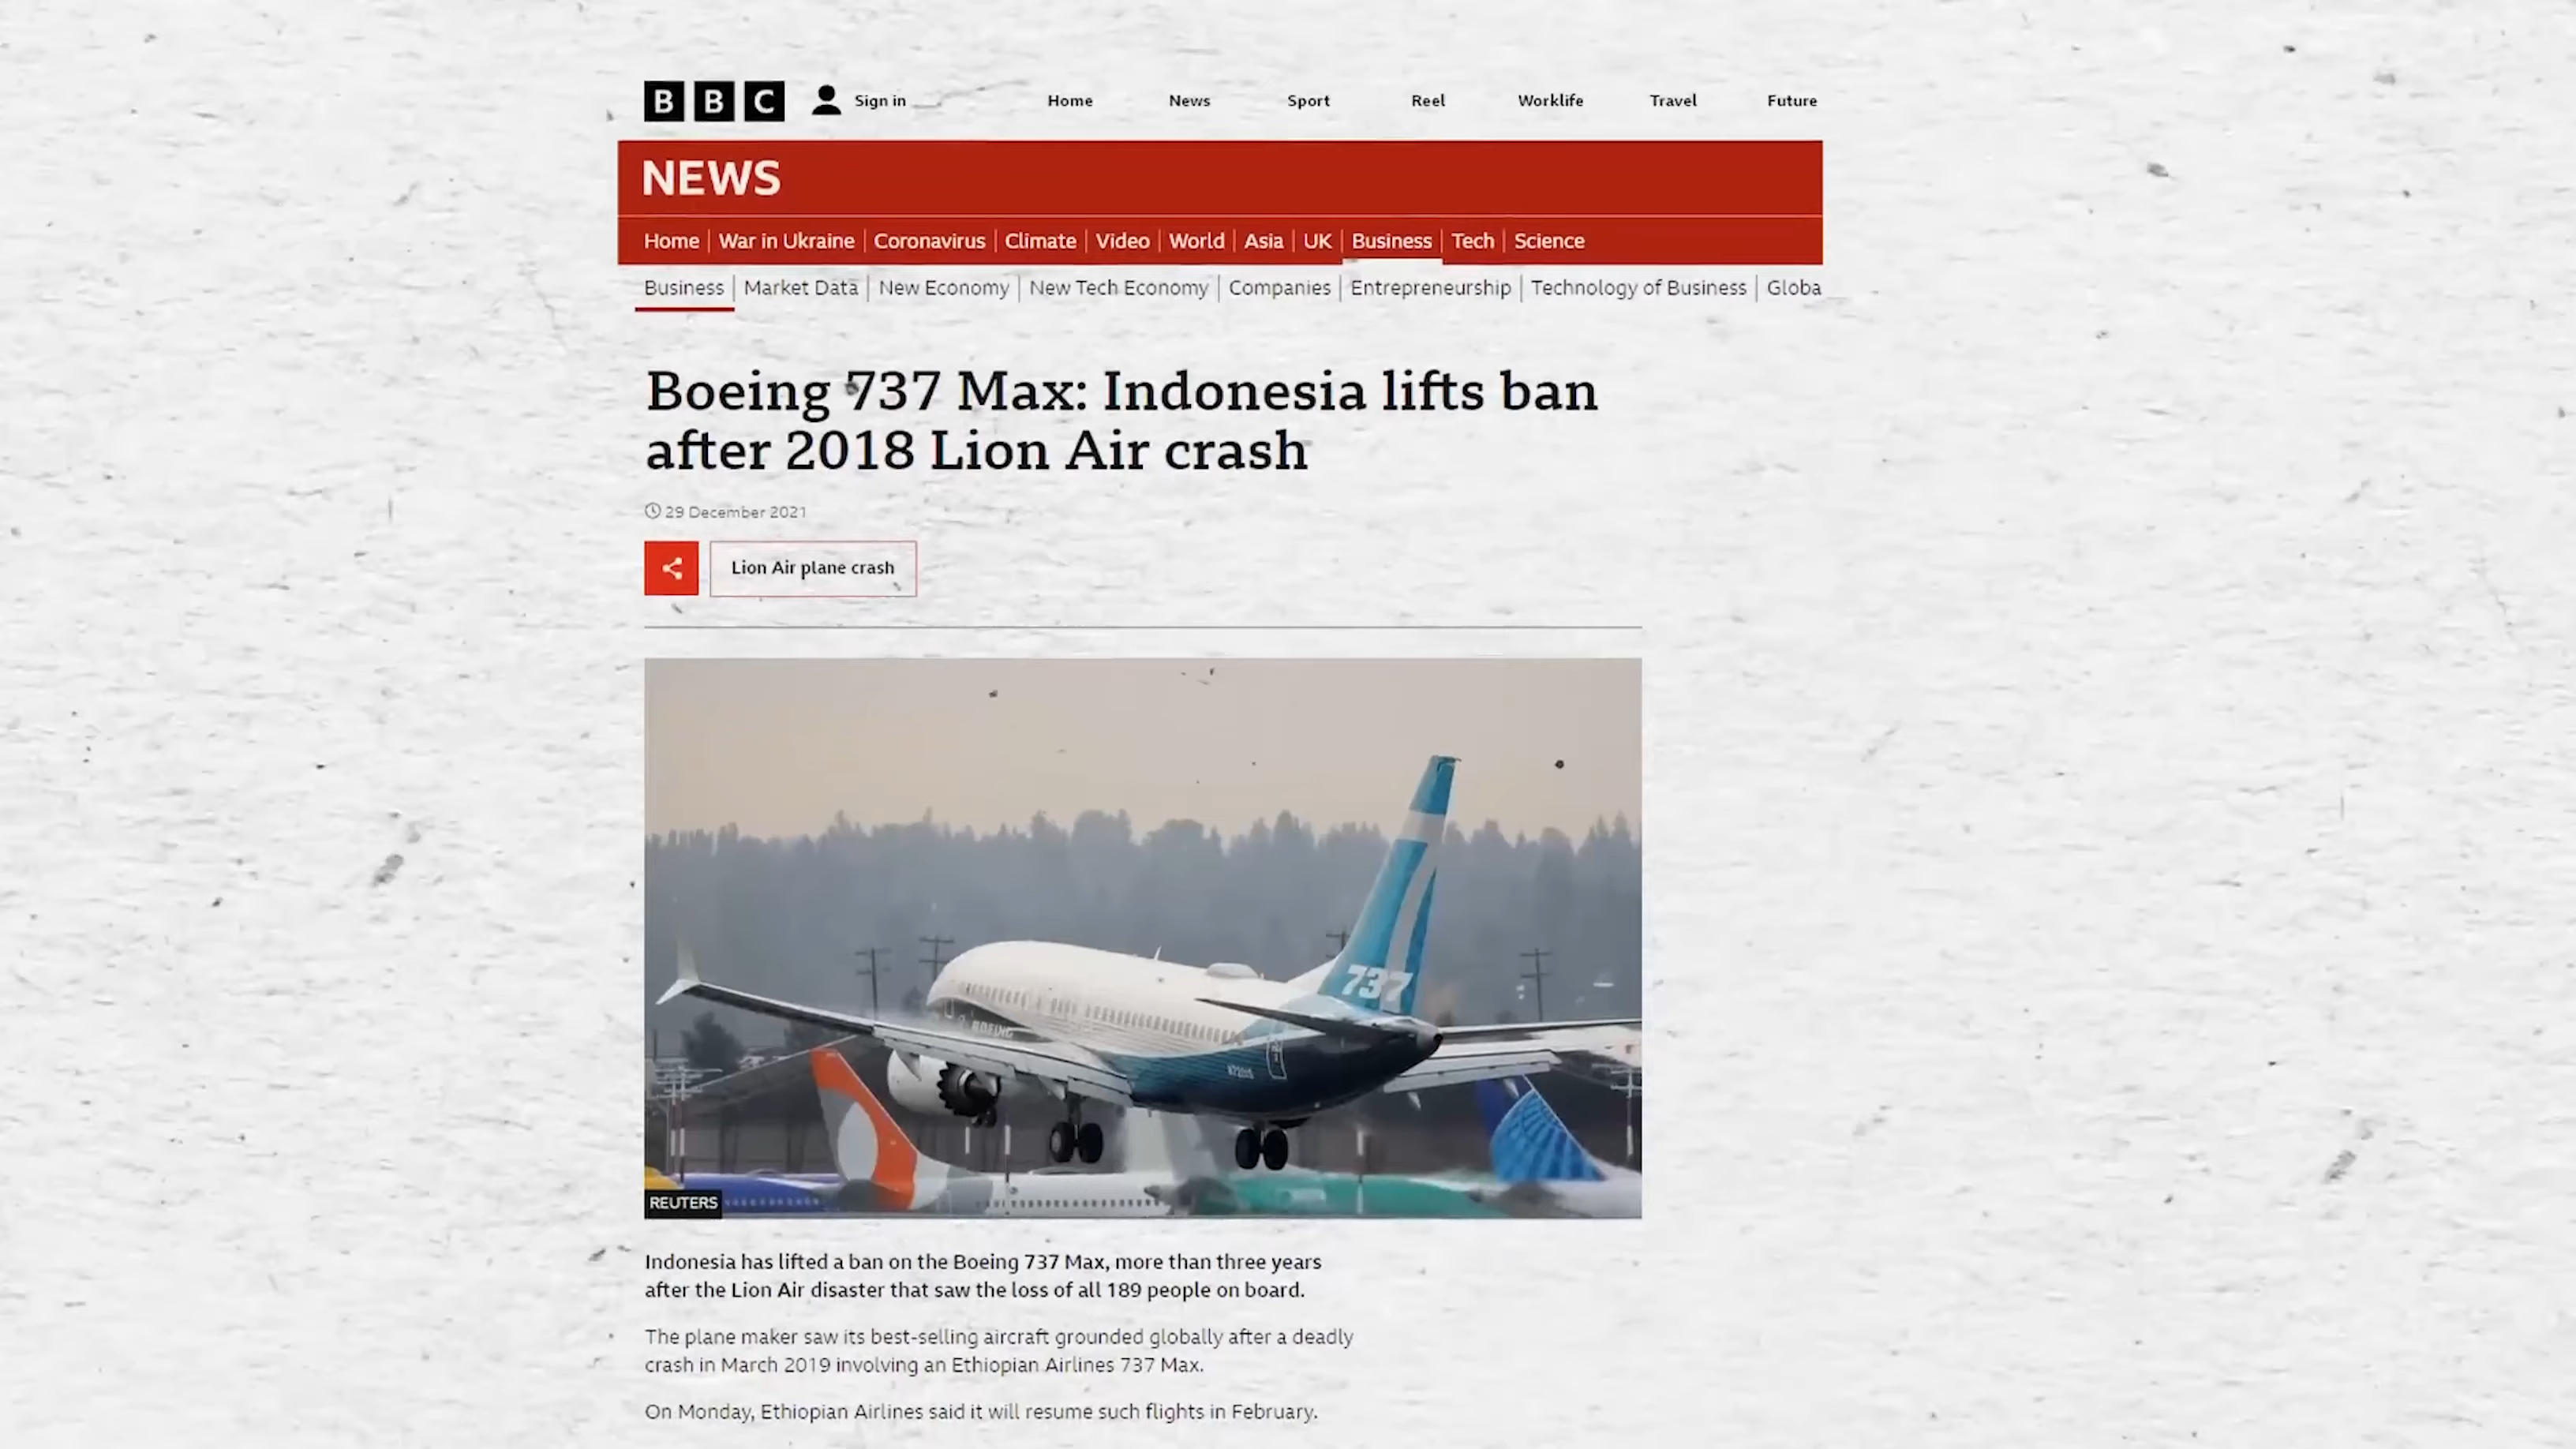 BBC Sign in Home News Sport Reel Worklife Travel Future
NEWS
Home War in Ukraine Coronavirus Climate Video World Asia UK Business Tech Science
Business Market Data New Economy New Tech Economy Companies Entrepreneurship Technology of Business Globa
Boeing 737 Max: Indonesia lifts ban
after 2018 Lion Air crash
29 December 2021
Lion Air plane crash
737
BOEING
REUTERS
Indonesia has lifted a ban on the Boeing 737 Max, more than three years
after the Lion Air disaster that saw the loss of all 189 people on board.
The plane maker saw its best-selling aircraft grounded globally after a deadly
crash in March 2019 involving an Ethiopian Airlines 737 Max.
On Monday, Ethiopian Airlines said it will resume such flights in February.